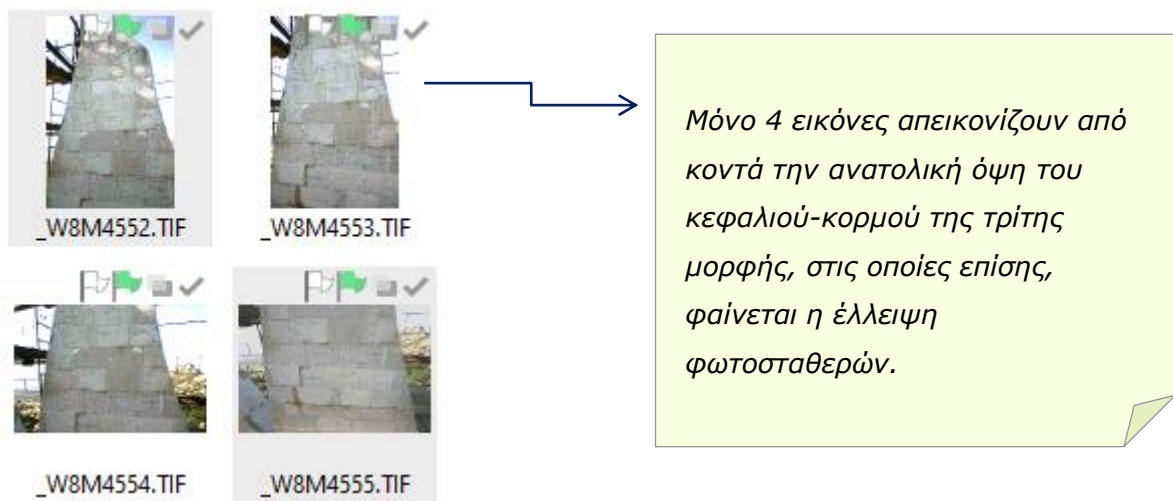 _W8M4552.TIF
_W8M4553.TIF
_W8M4554.TIF
_W8M4555.TIF
Μόνο 4 εικόνες απεικονίζουν από
κοντά την ανατολική όψη του
κεφαλιού-κορμού της τρίτης
μορφής, στις οποίες επίσης,
φαίνεται η έλλειψη
φωτοσταθερών.